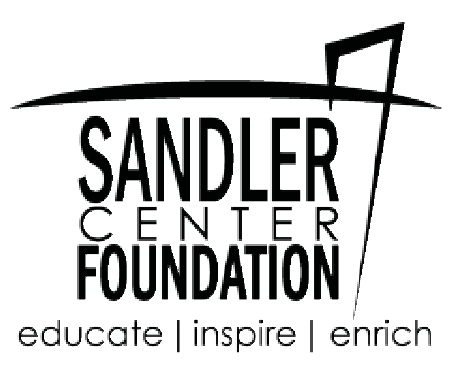 SANDLER
CENTER
FOUNDATION
educate | inspire | enrich